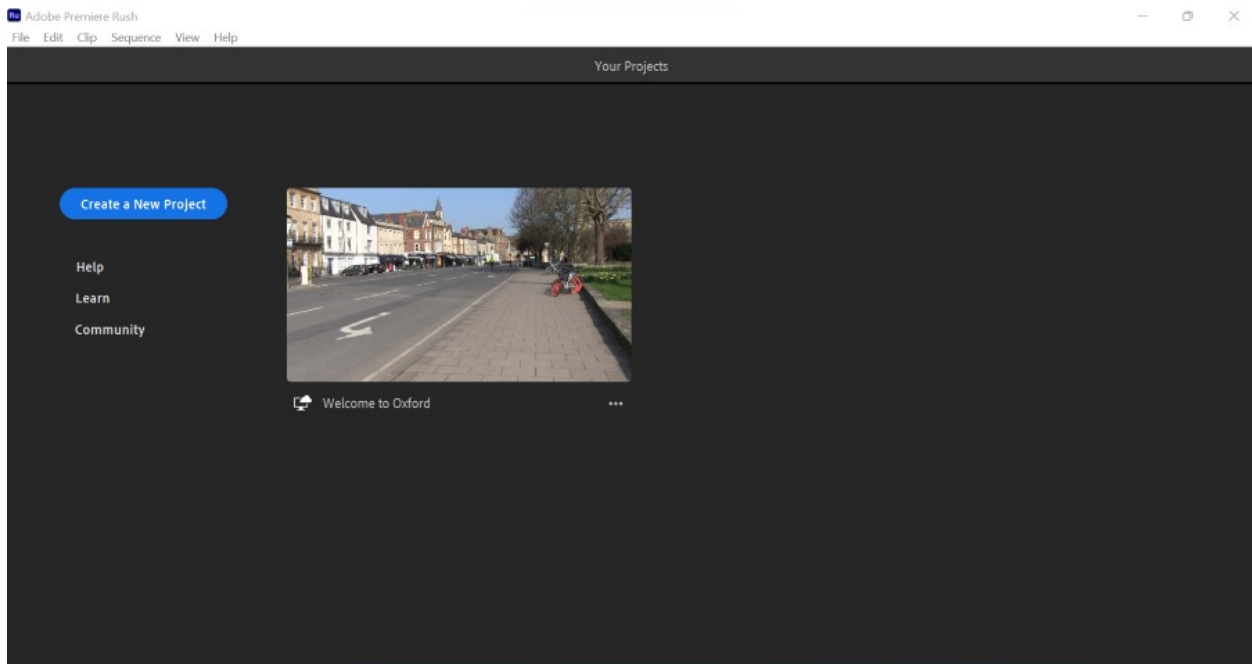 Ru Adobe Premiere Rush
File Edit Clip Sequence View Help
Your Projects
Create a New Project
Help
Learn
Community
Welcome to Oxford